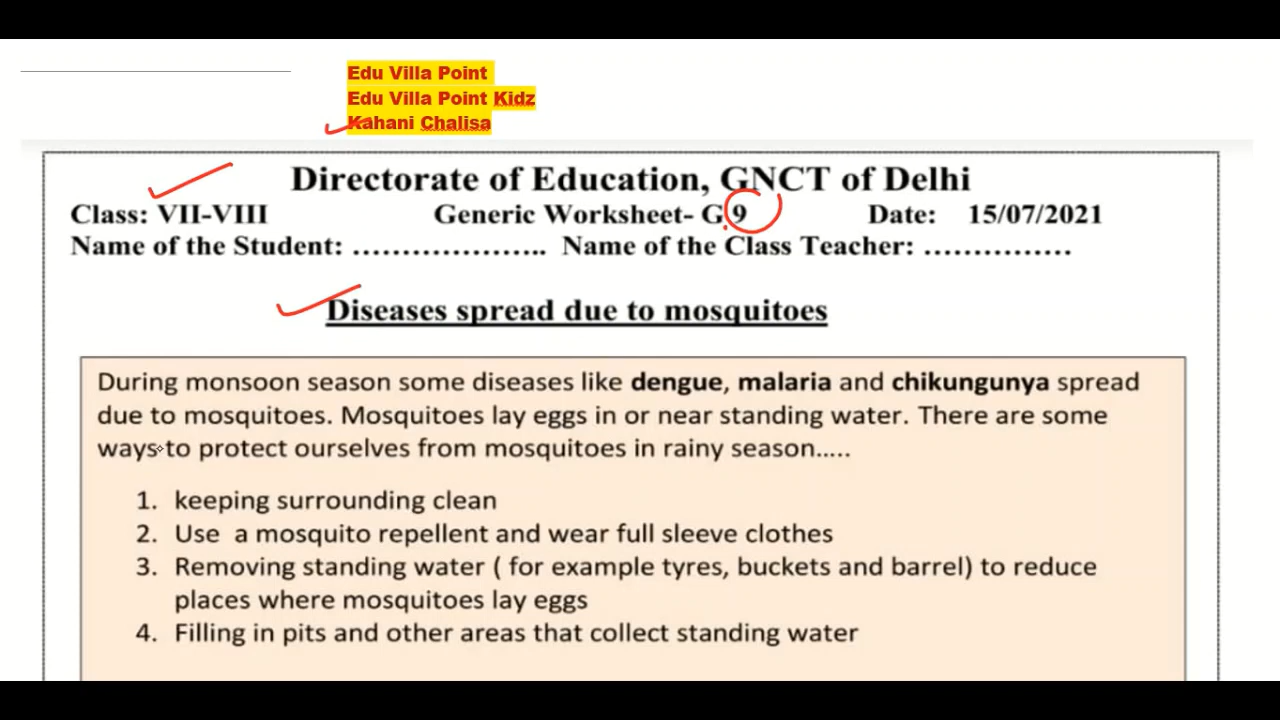 Edu Villa Point
Edu Villa Point Kidz
Kahani Chalisa
Directorate of Education, GNCT of Delhi
Class: VII-VIII Generic Worksheet- G 9 Date: 15/07/2021
Name of the Student: ………………….. Name of the Class Teacher: ……………
Diseases spread due to mosquitoes
During monsoon season some diseases like dengue, malaria and chikungunya spread
due to mosquitoes. Mosquitoes lay eggs in or near standing water. There are some
ways to protect ourselves from mosquitoes in rainy season…..
1. keeping surrounding clean
2. Use a mosquito repellent and wear full sleeve clothes
3. Removing standing water ( for example tyres, buckets and barrel) to reduce
places where mosquitoes lay eggs
4. Filling in pits and other areas that collect standing water